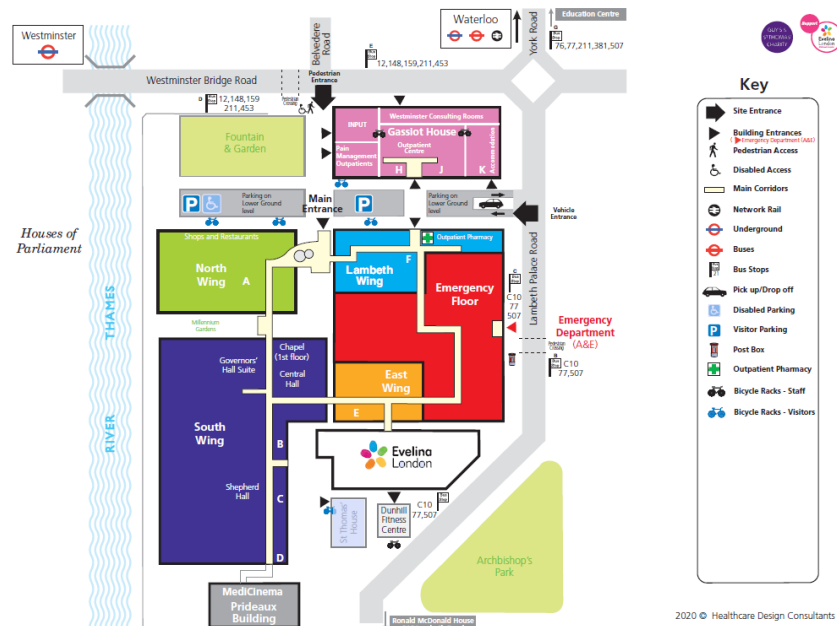 Westminster
Belvedere
Road
Waterloo
York Road
Education Centre
G
76,77,211,381,507
E
12,148,159,211,453
Westminster Bridge Road
Pedestrian
Entrance
D
12,148,159
211,453
Fountain
& Garden
INPUT
Westminster Consulting Rooms
Gassiot House
Pain
Management
Outpatients
Outpatient
Centre
Accommodation
H
J
K
Parking on
Lower Ground
level
Main
Entrance
Parking on
Lower Ground
level
Vehicle
Entrance
Houses of
Parliament
Shops and Restaurants
North
Wing
A
Lambeth
Wing
F
Outpatient Pharmacy
Emergency
Floor
Lambeth Palace Road
C
C10
77
507
Emergency
Department
(A&E)
B
C10
77,507
Millennium
Gardens
RIVER THAMES
Governors'
Hall Suite
Chapel
(1st floor)
Central
Hall
East
Wing
E
South
Wing
B
Shepherd
Hall
C
D
Evelina
London
St Thomas'
House
Dunhill
Fitness
Centre
C10
77,507
Archbishop's
Park
MediCinema
Prideaux
Building
Ronald McDonald House
Evelina
London
Key
Site Entrance
Building Entrances
( Emergency Department (A&E)
Pedestrian Access
Disabled Access
Main Corridors
Network Rail
Underground
Buses
Bus Stops
Pick up/Drop off
Disabled Parking
Visitor Parking
Post Box
Outpatient Pharmacy
Bicycle Racks - Staff
Bicycle Racks - Visitors
2020 © Healthcare Design Consultants